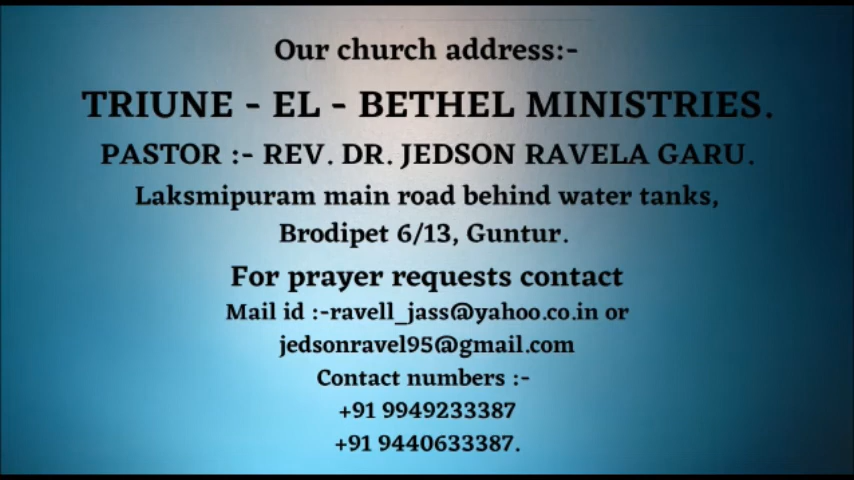 Our church address:-
TRIUNE - EL - BETHEL MINISTRIES.
PASTOR :- REV. DR. JEDSON RAVELA GARU.
Laksmipuram main road behind water tanks,
Brodipet 6/13, Guntur.
For prayer requests contact
Mail id :-ravell_jass@yahoo.co.in or
jedsonravel95@gmail.com
Contact numbers :-
+91 9949233387
+91 9440633387.